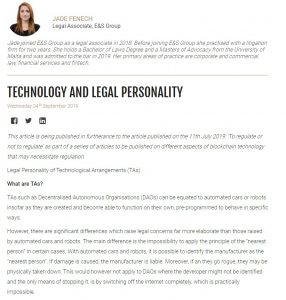 JADE FENECH
Legal Associate, E&S Group
Jade joined E&S Group as a legal associate in 2018. Before joining E&S Group she practised with a litigation
firm for two years. She holds a Bachelor of Laws Degree and a Masters of Advocacy from the University of
Malta and was admitted to the bar in 2019. Her primary areas of practice are corporate and commercial
law, financial services and fintech.
TECHNOLOGY AND LEGAL PERSONALITY
Wednesday 04th September 2019
This article is being published in furtherance to the article published on the 11th July 2019: 'To regulate or
not to regulate' as part of a series of articles to be published on different aspects of blockchain technology
that may necessitate regulation.
Legal Personality of Technological Arrangements (TAs)
What are TAs?
TAs such as Decentralised Autonomous Organisations (DAOs) can be equated to automated cars or robots
insofar as they are created and become able to function on their own, pre-programmed to behave in specific
ways.
However, there are significant differences which raise legal concerns far more elaborate than those raised
by automated cars and robots. The main difference is the impossibility to apply the principle of the "nearest
person" in certain cases. With automated cars and robots, it is possible to identify the manufacturer as the
"nearest person". If damage is caused, the manufacturer is liable. Moreover, if an they go rogue, they may be
physically taken down. This would however not apply to DAOs where the developer might not be identified
and the only means of stopping it, is by switching off the internet completely, which is practically
impossible.